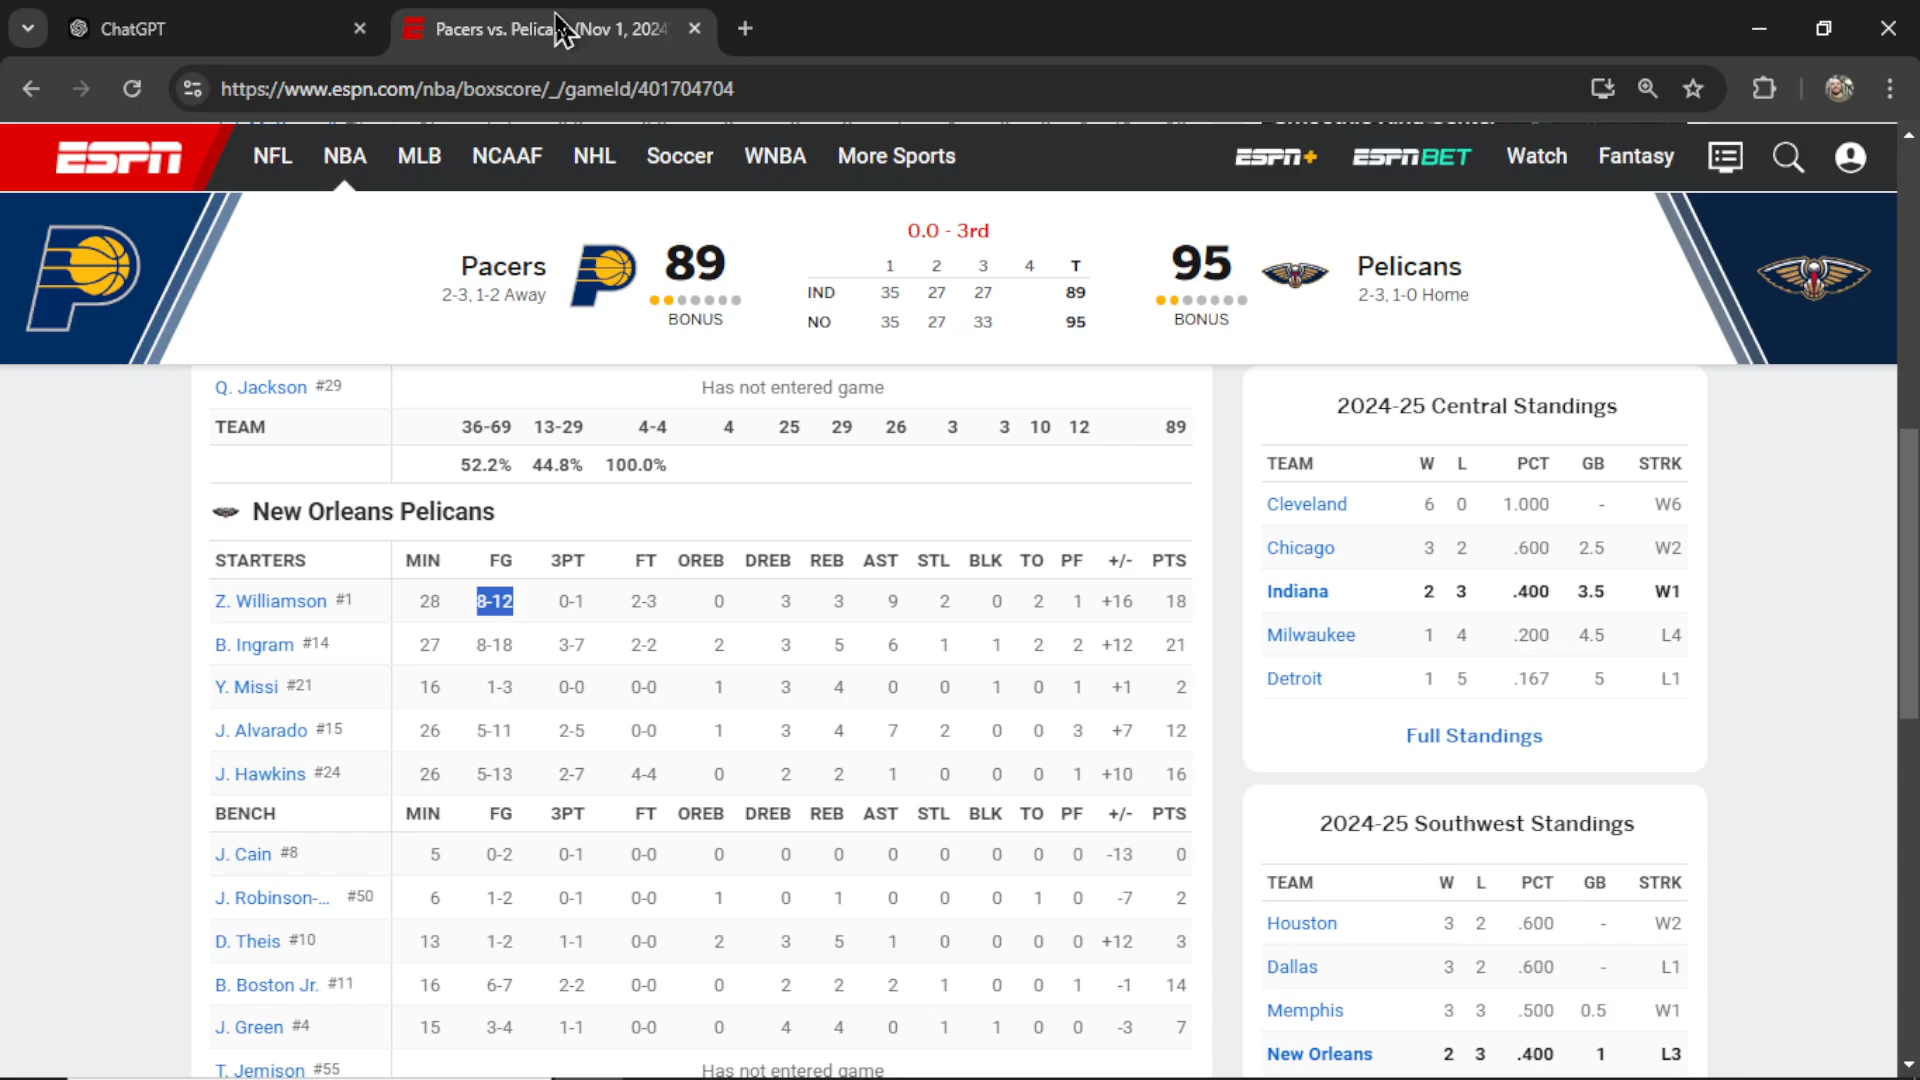 ChatGPT
Pacers vs. Pelica (Nov 1, 2024
https://www.espn.com/nba/boxscore/_/gameId/401704704
ESPN NFL NBA MLB NCAAF NHL Soccer WNBA More Sports ESPN+ ESPN BET Watch Fantasy
Pacers
2-3, 1-2 Away
89
BONUS
0.0 - 3rd
1 2 3 4 T
IND 35 27 27 89
NO 35 27 33 95
95
BONUS
Pelicans
2-3, 1-0 Home
Q. Jackson #29 Has not entered game
TEAM 36-69 13-29 4-4 4 25 29 26 3 3 10 12 89
52.2% 44.8% 100.0%
New Orleans Pelicans
STARTERS MIN FG 3PT FT OREB DREB REB AST STL BLK TO PF +/- PTS
Z. Williamson #1 28 8-12 0-1 2-3 0 3 3 9 2 0 2 1 +16 18
B. Ingram #14 27 8-18 3-7 2-2 2 3 5 6 1 1 2 2 +12 21
Y. Missi #21 16 1-3 0-0 0-0 1 3 4 0 0 1 0 1 +1 2
J. Alvarado #15 26 5-11 2-5 0-0 1 3 4 7 2 0 0 3 +7 12
J. Hawkins #24 26 5-13 2-7 4-4 0 2 2 1 0 0 0 1 +10 16
BENCH MIN FG 3PT FT OREB DREB REB AST STL BLK TO PF +/- PTS
J. Cain #8 5 0-2 0-1 0-0 0 0 0 0 0 0 0 0 -13 0
J. Robinson-... #50 6 1-2 0-1 0-0 1 0 1 0 0 0 1 0 -7 2
D. Theis #10 13 1-2 1-1 0-0 2 3 5 1 0 0 0 0 +12 3
B. Boston Jr. #11 16 6-7 2-2 0-0 0 2 2 2 1 0 0 1 -1 14
J. Green #4 15 3-4 1-1 0-0 0 4 4 0 1 1 0 0 -3 7
T. Jemison #55 Has not entered game
2024-25 Central Standings
TEAM W L PCT GB STRK
Cleveland 6 0 1.000 - W6
Chicago 3 2 .600 2.5 W2
Indiana 2 3 .400 3.5 W1
Milwaukee 1 4 .200 4.5 L4
Detroit 1 5 .167 5 L1
Full Standings
2024-25 Southwest Standings
TEAM W L PCT GB STRK
Houston 3 2 .600 - W2
Dallas 3 2 .600 - L1
Memphis 3 3 .500 0.5 W1
New Orleans 2 3 .400 1 L3